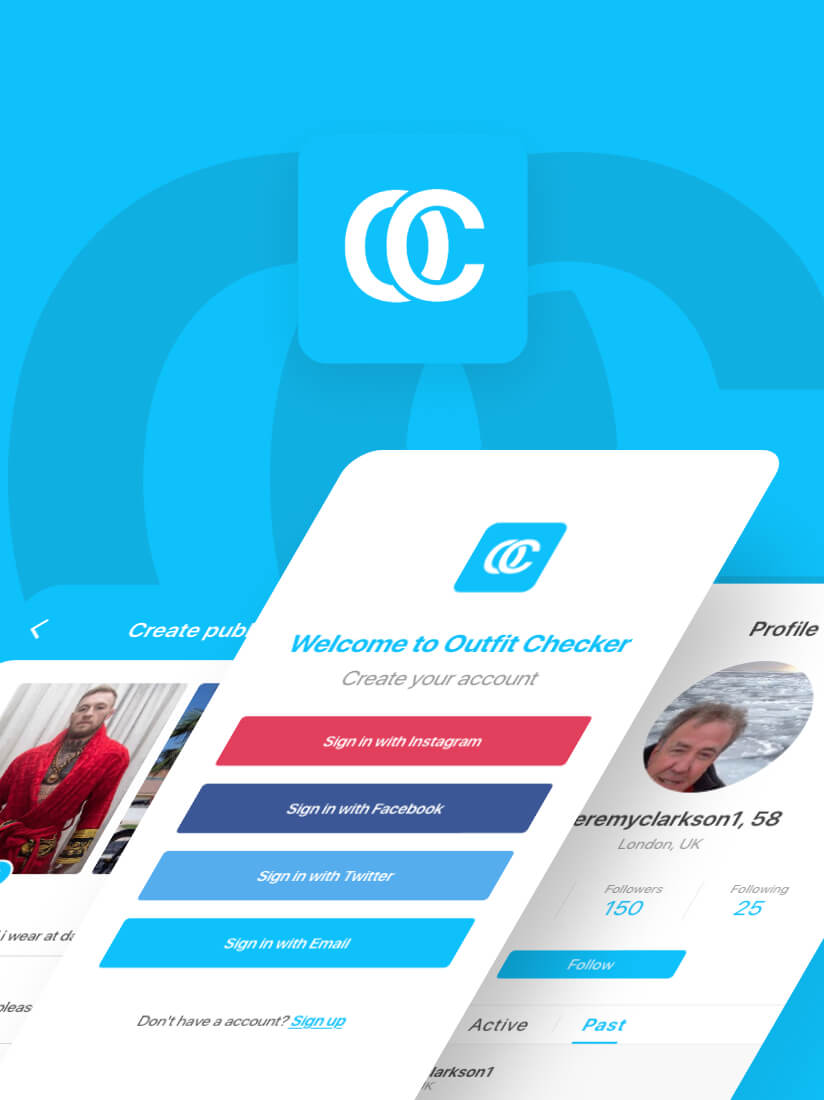 OC
OC
Welcome to Outfit Checker
Create your account
Sign in with Instagram
Sign in with Facebook
Sign in with Twitter
Sign in with Email
Don't have a account? Sign up
Create publ
i wear at da
pleas
Profile
eremyclarkson1, 58
London, UK
Followers
Following
150
25
Follow
Active
Past
larkson1
UK